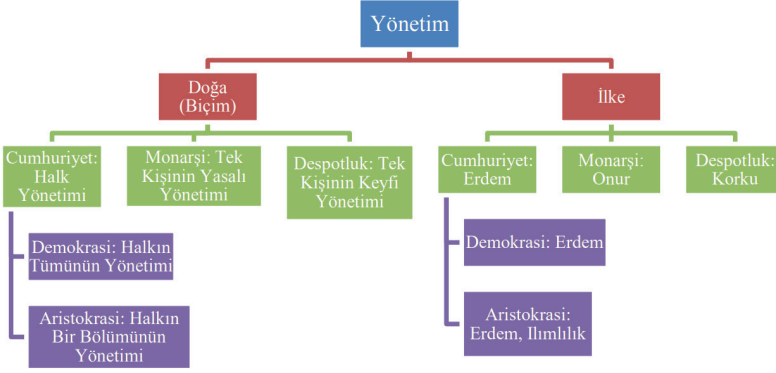 Yönetim
Doğa
(Biçim)
İlke
Cumhuriyet:
Halk
Yönetimi
Monarşi: Tek
Kişinin Yasalı
Yönetimi
Despotluk: Tek
Kişinin Keyfi
Yönetimi
Cumhuriyet:
Erdem
Monarşi:
Onur
Despotluk:
Korku
Demokrasi: Halkın
Tümünün Yönetimi
Aristokrasi: Halkın
Bir Bölümünün
Yönetimi
Demokrasi: Erdem
Aristokrasi:
Erdem, Ilımlılık